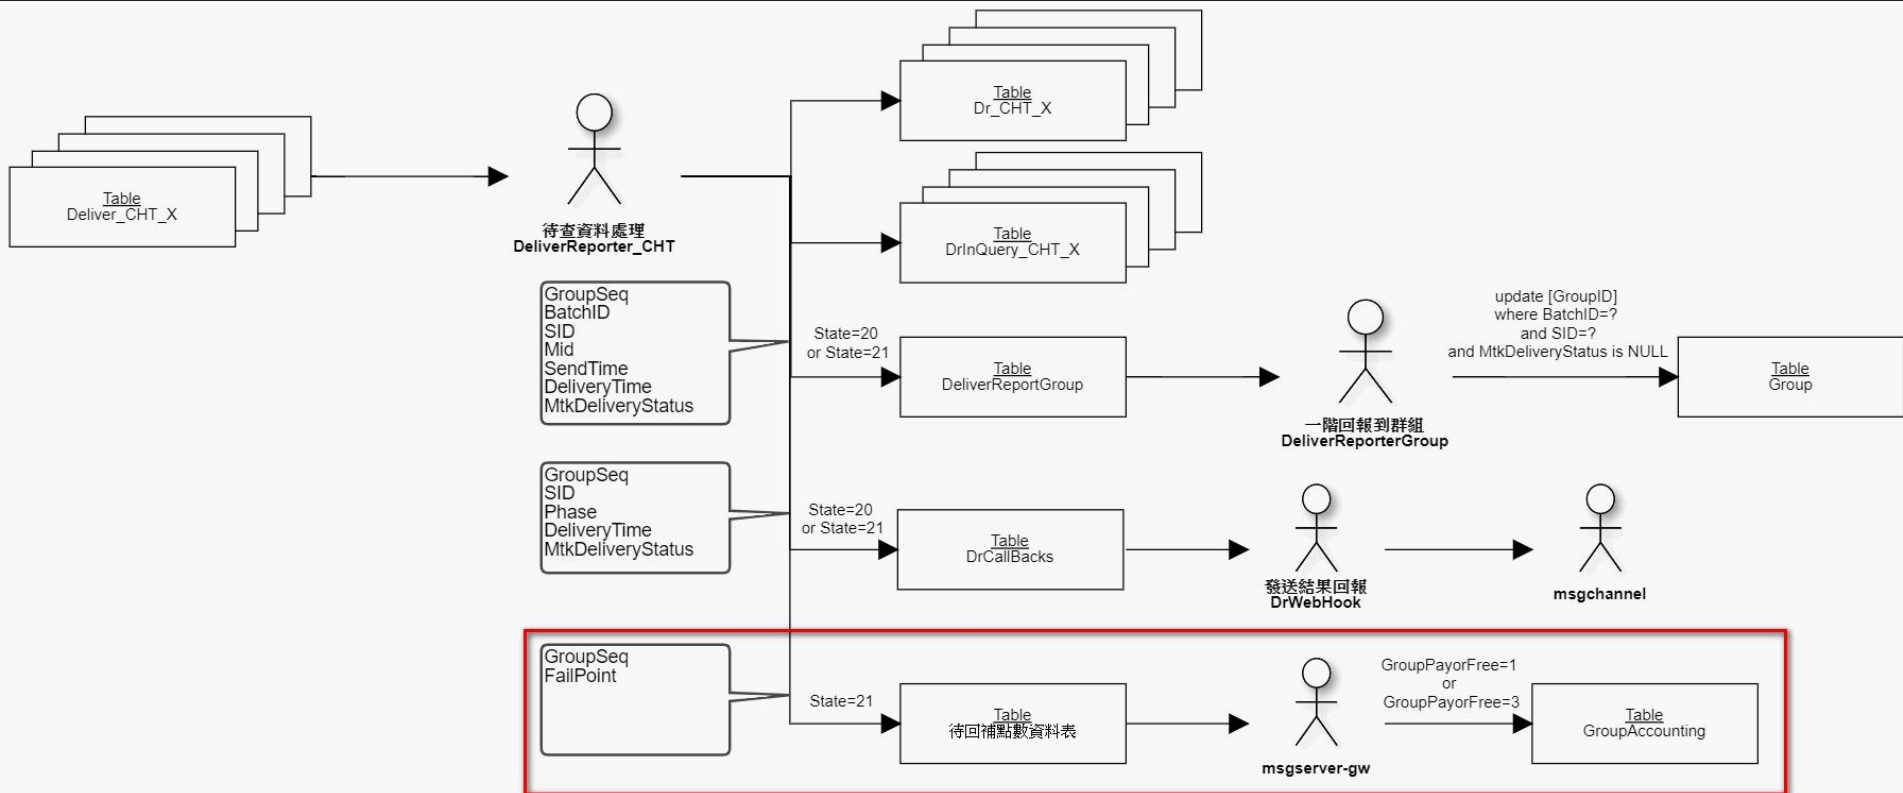 Table
Dr_CHT_X
Table
Deliver_CHT_X
待查資料處理
DeliverReporter_CHT
Table
DrInQuery_CHT_X
GroupSeq
BatchID
SID
Mid
SendTime
DeliveryTime
MtkDeliveryStatus
State=20
or State=21
Table
DeliverReportGroup
一階回報到群組
DeliverReporterGroup
update [GroupID]
where BatchID=?
and SID=?
and MtkDeliveryStatus is NULL
Table
Group
GroupSeq
SID
Phase
DeliveryTime
MtkDeliveryStatus
State=20
or State=21
Table
DrCallBacks
發送結果回報
DrWebHook
msgchannel
GroupSeq
FailPoint
State=21
Table
待回補點數資料表
msgserver-gw
GroupPayorFree=1
or
GroupPayorFree=3
Table
GroupAccounting